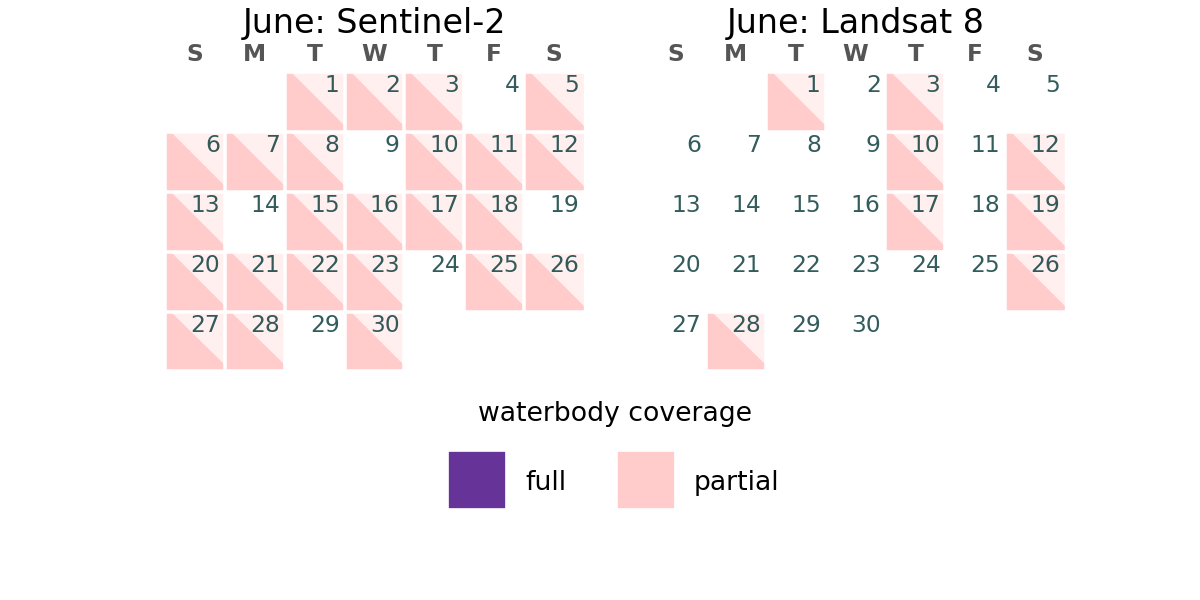 June: Sentinel-2
S M T W T F S
1 2 3 4 5
6 7 8 9 10 11 12
13 14 15 16 17 18 19
20 21 22 23 24 25 26
27 28 29 30
June: Landsat 8
S M T W T F S
1 2 3 4 5
6 7 8 9 10 11 12
13 14 15 16 17 18 19
20 21 22 23 24 25 26
27 28 29 30
waterbody coverage
full partial